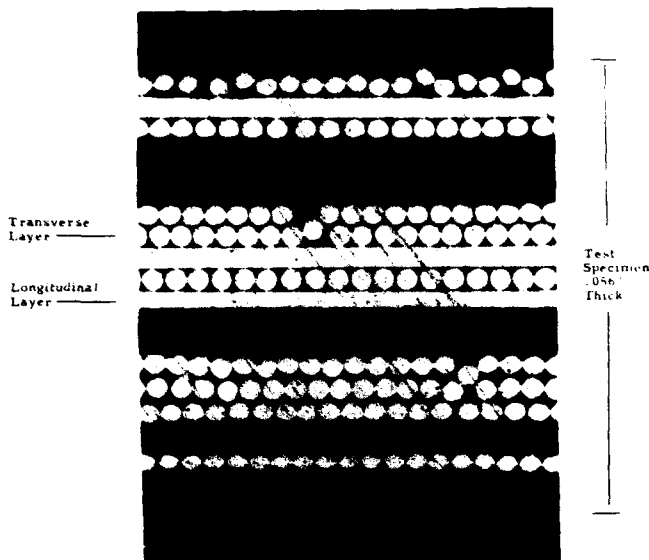 Transverse
Layer
Longitudinal
Layer
Test
Specimen
.056"
Thick